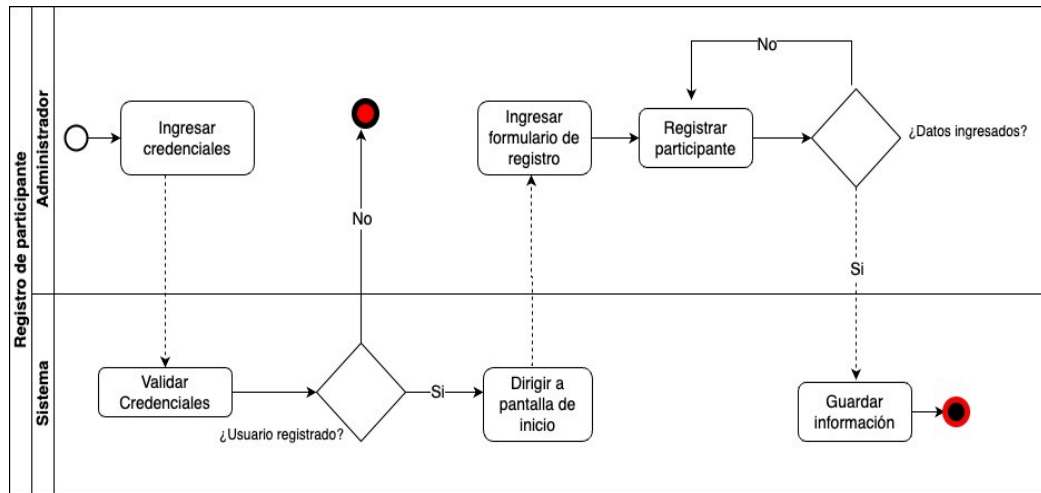 Registro de participante
Administrador
Sistema
Ingresar
credenciales
No
Ingresar
formulario de
registro
Registrar
participante
No
¿Datos ingresados?
Si
Validar
Credenciales
¿Usuario registrado?
Si
Dirigir a
pantalla de
inicio
Guardar
información